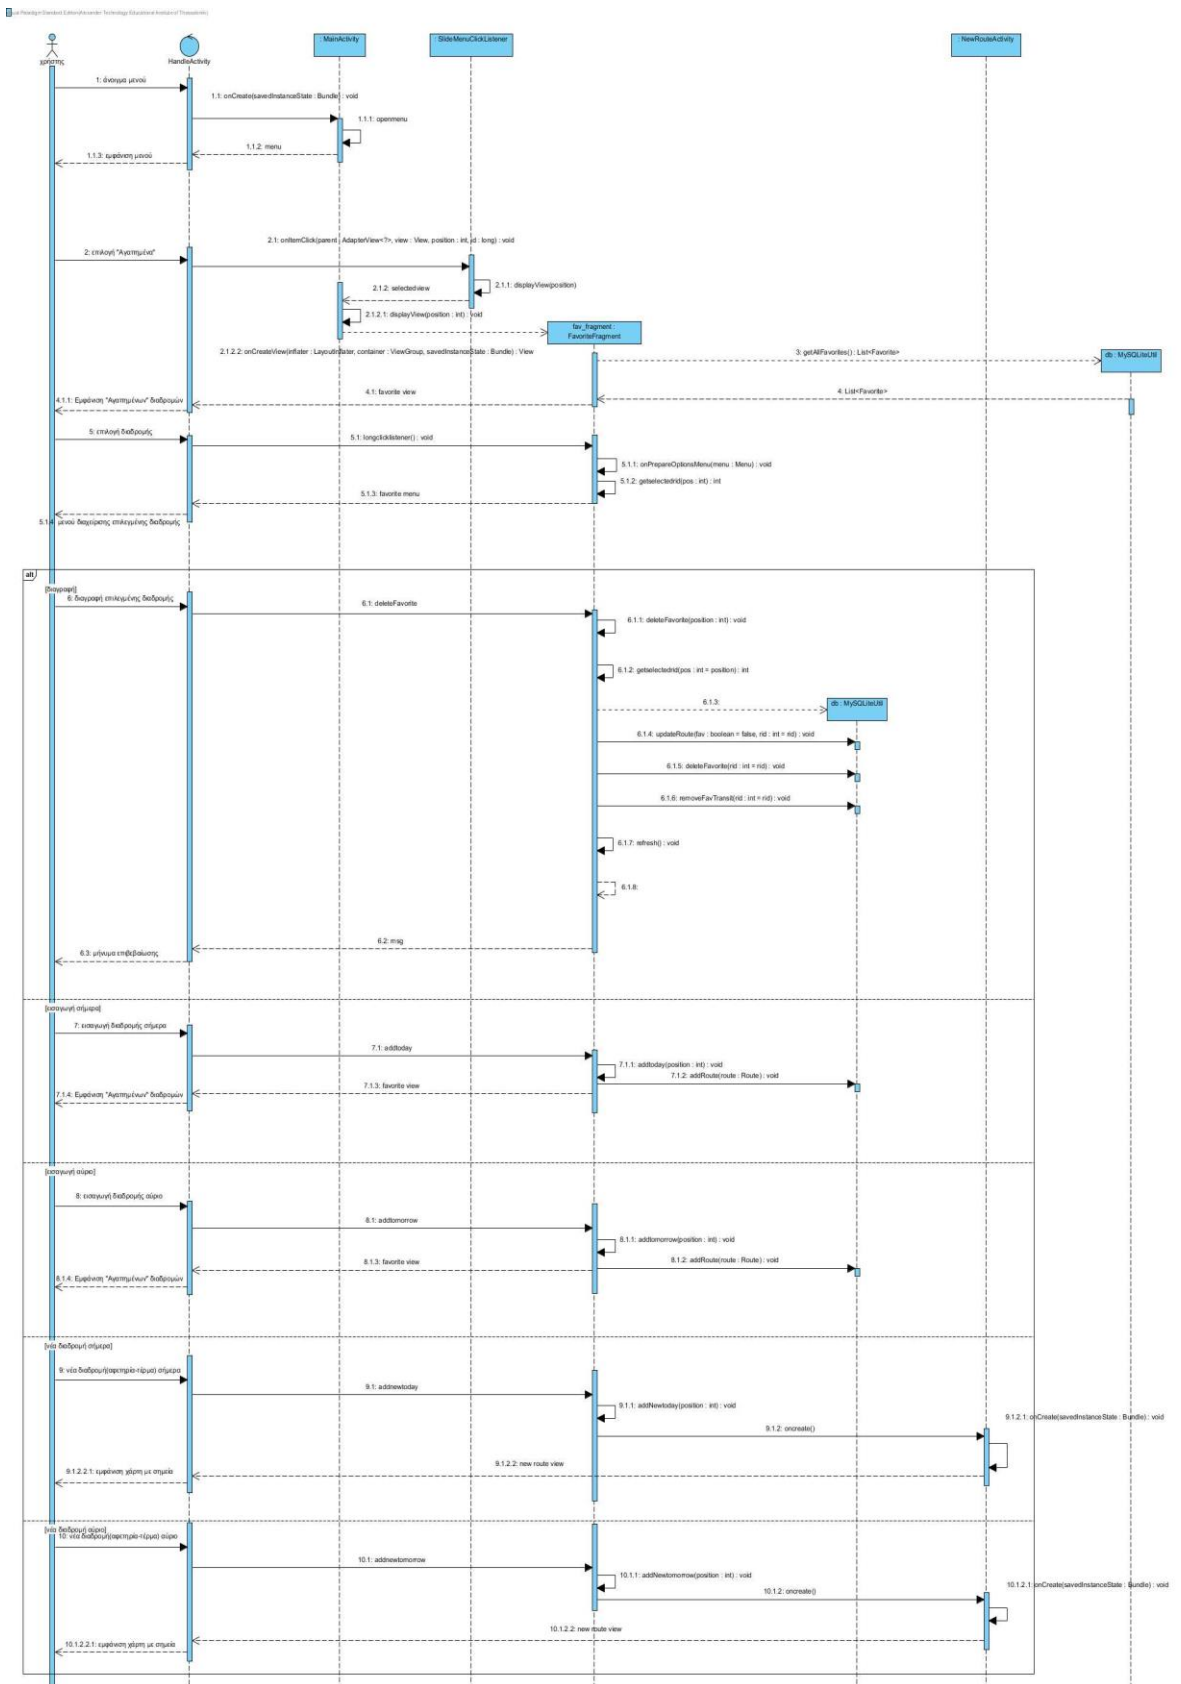 Visual Paradigm Standard Edition(Alexander Technology Educational Institute of Thessaloniki)
χρήστης
HandleActivity
: MainActivity
: SlideMenuClickListener
: NewRouteActivity
1: άνοιγμα μενού
1.1: onCreate(savedInstanceState : Bundle) : void
1.1.1: openmenu
1.1.2: menu
1.1.3: εμφάνιση μενού
2.1: onItemClick(parent : AdapterView<?>, view : View, position : int, id : long) : void
2: επιλογή "Αγαπημένα"
2.1.1: displayView(position)
2.1.2: selectedview
2.1.2.1: displayView(position : int) : void
fav_fragment :
FavoriteFragment
2.1.2.2: onCreateView(inflater : LayoutInflater, container : ViewGroup, savedInstanceState : Bundle) : View
3: getAllFavorites() : List<Favorite>
db : MySQLiteUtil
4.1: favorite view
4: List<Favorite>
4.1.1: Εμφάνιση "Αγαπημένων" διαδρομών
5: επιλογή διαδρομής
5.1: longclicklistener() : void
5.1.1: onPrepareOptionsMenu(menu : Menu) : void
5.1.2: getselectedrid(pos : int) : int
5.1.3: favorite menu
5.1.4: μενού διαχείρισης επιλεγμένης διαδρομής
alt
[διαγραφή]
6: διαγραφή επιλεγμένης διαδρομής
6.1: deleteFavorite
6.1.1: deleteFavorite(position : int) : void
6.1.2: getselectedrid(pos : int = position) : int
6.1.3:
db : MySQLiteUtil
6.1.4: updateRoute(fav : boolean = false, rid : int = rid) : void
6.1.5: deleteFavorite(rid : int = rid) : void
6.1.6: removeFavTransit(rid : int = rid) : void
6.1.7: refresh() : void
6.1.8:
6.2: msg
6.3: μήνυμα επιβεβαίωσης
[εισαγωγή σήμερα]
7: εισαγωγή διαδρομής σήμερα
7.1: addtoday
7.1.1: addtoday(position : int) : void
7.1.2: addRoute(route : Route) : void
7.1.3: favorite view
7.1.4: Εμφάνιση "Αγαπημένων" διαδρομών
[εισαγωγή αύριο]
8: εισαγωγή διαδρομής αύριο
8.1: addtomorrow
8.1.1: addtomorrow(position : int) : void
8.1.2: addRoute(route : Route) : void
8.1.3: favorite view
8.1.4: Εμφάνιση "Αγαπημένων" διαδρομών
[νέα διαδρομή σήμερα]
9: νέα διαδρομή(αφετηρία-τέρμα) σήμερα
9.1: addnewtoday
9.1.1: addNewtoday(position : int) : void
9.1.2.1: onCreate(savedInstanceState : Bundle) : void
9.1.2: oncreate()
9.1.2.2: new route view
9.1.2.2.1: εμφάνιση χάρτη με σημεία
[νέα διαδρομή αύριο]
10: νέα διαδρομή(αφετηρία-τέρμα) αύριο
10.1: addnewtomorrow
10.1.1: addNewtomorrow(position : int) : void
10.1.2.1: onCreate(savedInstanceState : Bundle) : void
10.1.2: oncreate()
10.1.2.2: new route view
10.1.2.2.1: εμφάνιση χάρτη με σημεία